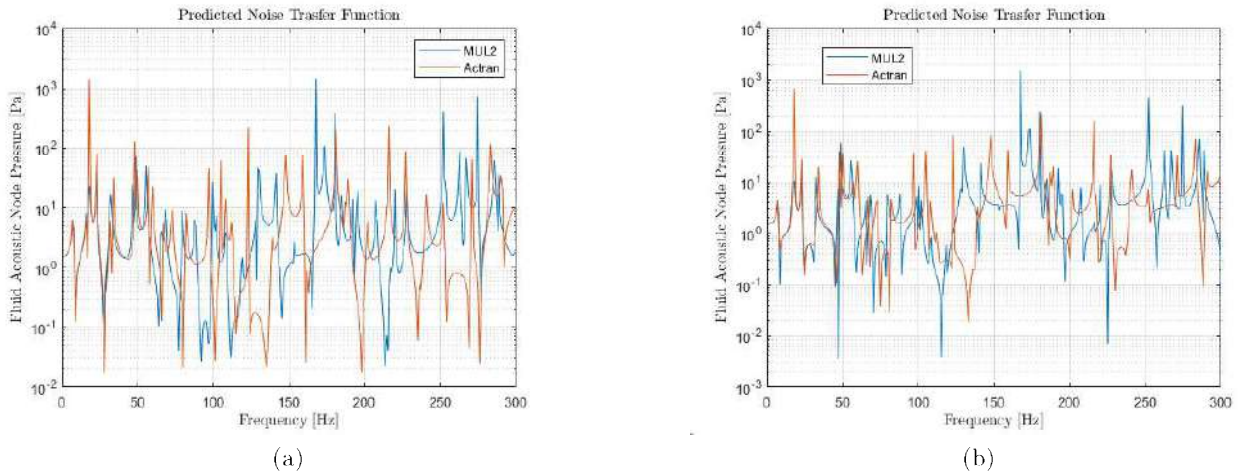 Predicted Noise Trasfer Function
Fluid Acoustic Node Pressure [Pa]
10^4
10^3
10^2
10^1
10^0
10^-1
10^-2
MUL2
Actran
0 50 100 150 200 250 300
Frequency [Hz]
(a)
Predicted Noise Trasfer Function
Fluid Acoustic Node Pressure [Pa]
10^4
10^3
10^2
10^1
10^0
10^-1
10^-2
10^-3
MUL2
Actran
0 50 100 150 200 250 300
Frequency [Hz]
(b)